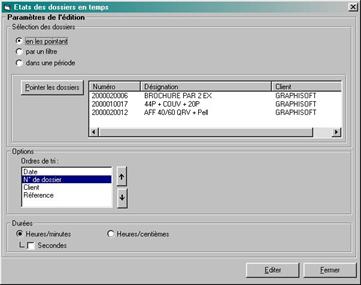 Etats des dossiers en temps
Paramètres de l'édition
Sélection des dossiers
en les pointant
par un filtre
dans une période
Pointer les dossiers
Numéro Désignation Client
2000020006 BROCHURE PAR 2 EX GRAPHISOFT
2000010017 44P + COUV + 20P GRAPHISOFT
2000020012 AFF 40/60 QRV + Pell GRAPHISOFT
Options
Ordres de tri :
Date
N° de dossier
Client
Réference
Durées
Heures/minutes Heures/centièmes
Secondes
Editer Fermer